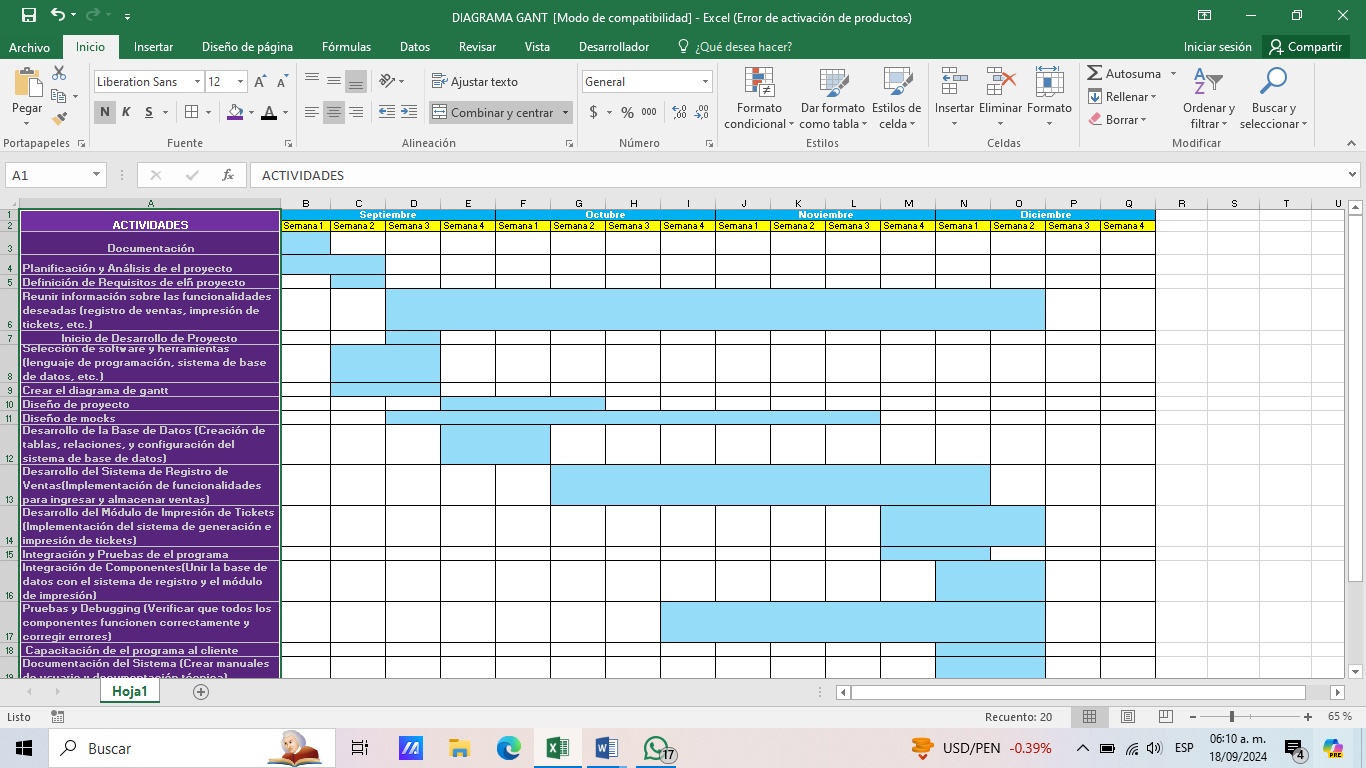 DIAGRAMA GANT [Modo de compatibilidad] - Excel (Error de activación de productos)
Archivo Inicio Insertar Diseño de página Fórmulas Datos Revisar Vista Desarrollador ¿Qué desea hacer? Iniciar sesión Compartir
Pegar
Portapapeles
Liberation Sans 12
N K S
Fuente
Ajustar texto
Combinar y centrar
Alineación
General
$ % 000
Número
Formato condicional
Dar formato como tabla
Estilos de celda
Estilos
Insertar Eliminar Formato
Celdas
Autosuma
Rellenar
Borrar
Ordenar y filtrar
Buscar y seleccionar
Modificar
A1 fx ACTIVIDADES
A B C D E F G H I J K L M N O P Q R S T U
1 Septiembre Octubre Noviembre Diciembre
2 ACTIVIDADES Semana 1 Semana 2 Semana 3 Semana 4 Semana 1 Semana 2 Semana 3 Semana 4 Semana 1 Semana 2 Semana 3 Semana 4 Semana 1 Semana 2 Semana 3 Semana 4
3 Documentación
4 Planificación y Análisis de el proyecto
5 Definición de Requisitos de elñ proyecto
Reunir información sobre las funcionalidades
deseadas (registro de ventas, impresión de
6 tickets, etc.)
7 Inicio de Desarrollo de Proyecto
Selección de software y herramientas
(lenguaje de programación, sistema de base
8 de datos, etc.)
9 Crear el diagrama de gantt
10 Diseño de proyecto
11 Diseño de mocks
Desarrollo de la Base de Datos (Creación de
tablas, relaciones, y configuración del
12 sistema de base de datos)
Desarrollo del Sistema de Registro de
Ventas(Implementación de funcionalidades
13 para ingresar y almacenar ventas)
Desarrollo del Módulo de Impresión de Tickets
(Implementación del sistema de generación e
14 impresión de tickets)
15 Integración y Pruebas de el programa
Integración de Componentes(Unir la base de
datos con el sistema de registro y el módulo
16 de impresión)
Pruebas y Debugging (Verificar que todos los
componentes funcionen correctamente y
17 corregir errores)
18 Capacitación de el programa al cliente
Documentación del Sistema (Crear manuales
19 de usuario y documentación técnica)
Hoja1
Listo Recuento: 20 65 %
Buscar 17 USD/PEN -0.39% ESP 06:10 a. m. 4 PRE
18/09/2024